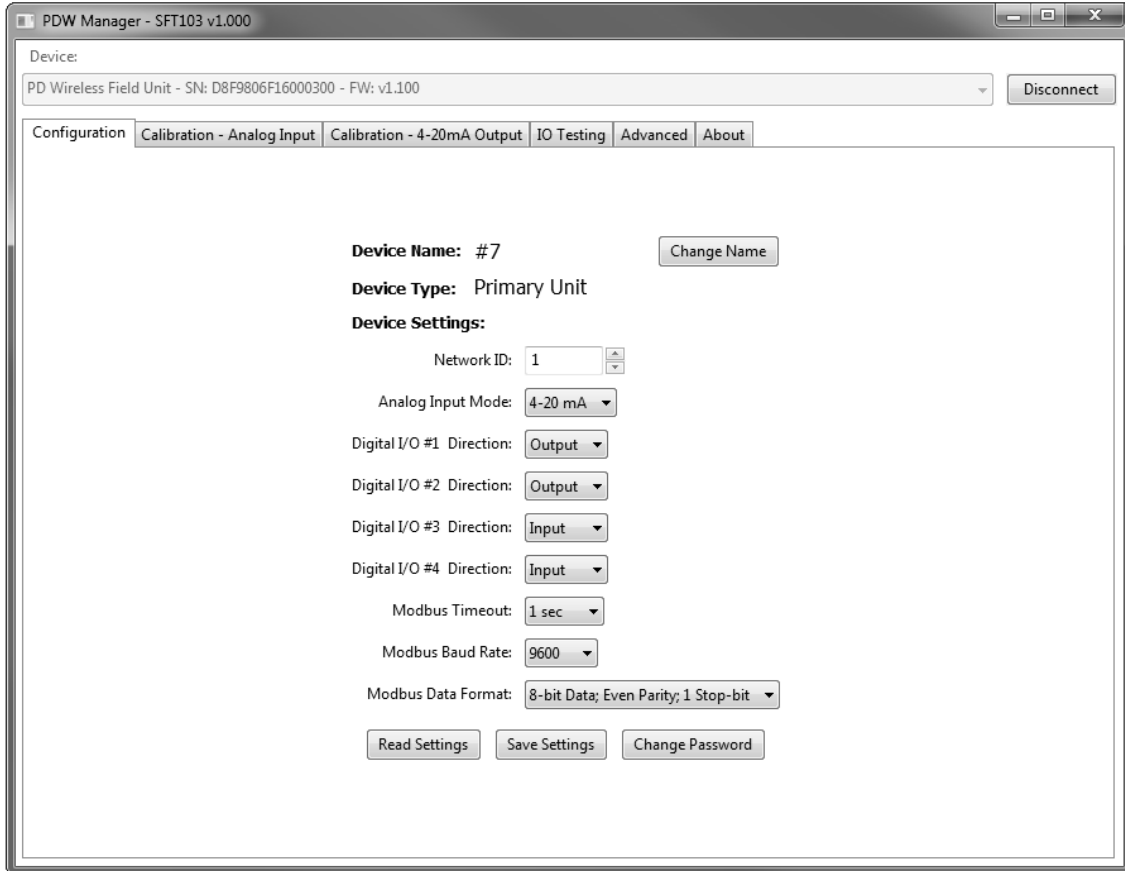 PDW Manager - SFT103 v1.000
Device:
PD Wireless Field Unit - SN: D8F9806F16000300 - FW: v1.100
Disconnect
Configuration Calibration - Analog Input Calibration - 4-20mA Output IO Testing Advanced About
Device Name: #7 Change Name
Device Type: Primary Unit
Device Settings:
Network ID: 1
Analog Input Mode: 4-20 mA
Digital I/O #1 Direction: Output
Digital I/O #2 Direction: Output
Digital I/O #3 Direction: Input
Digital I/O #4 Direction: Input
Modbus Timeout: 1 sec
Modbus Baud Rate: 9600
Modbus Data Format: 8-bit Data; Even Parity; 1 Stop-bit
Read Settings Save Settings Change Password